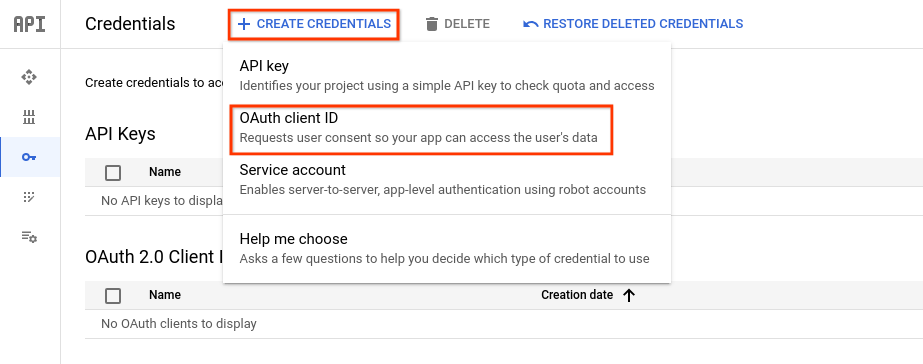 API
Credentials
+ CREATE CREDENTIALS
DELETE
RESTORE DELETED CREDENTIALS
Create credentials to acc
API key
Identifies your project using a simple API key to check quota and access
OAuth client ID
Requests user consent so your app can access the user's data
Service account
Enables server-to-server, app-level authentication using robot accounts
Help me choose
Asks a few questions to help you decide which type of credential to use
API Keys
Name
No API keys to displa
OAuth 2.0 Client I
Name
Creation date
No OAuth clients to display